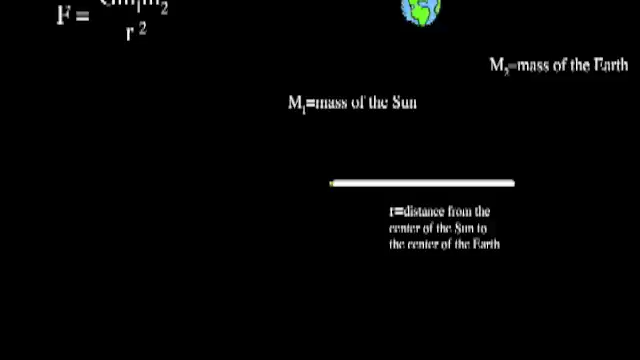 F = Gm₁m₂
r ²
M₂=mass of the Earth
M₁=mass of the Sun
r=distance from the
center of the Sun to
the center of the Earth